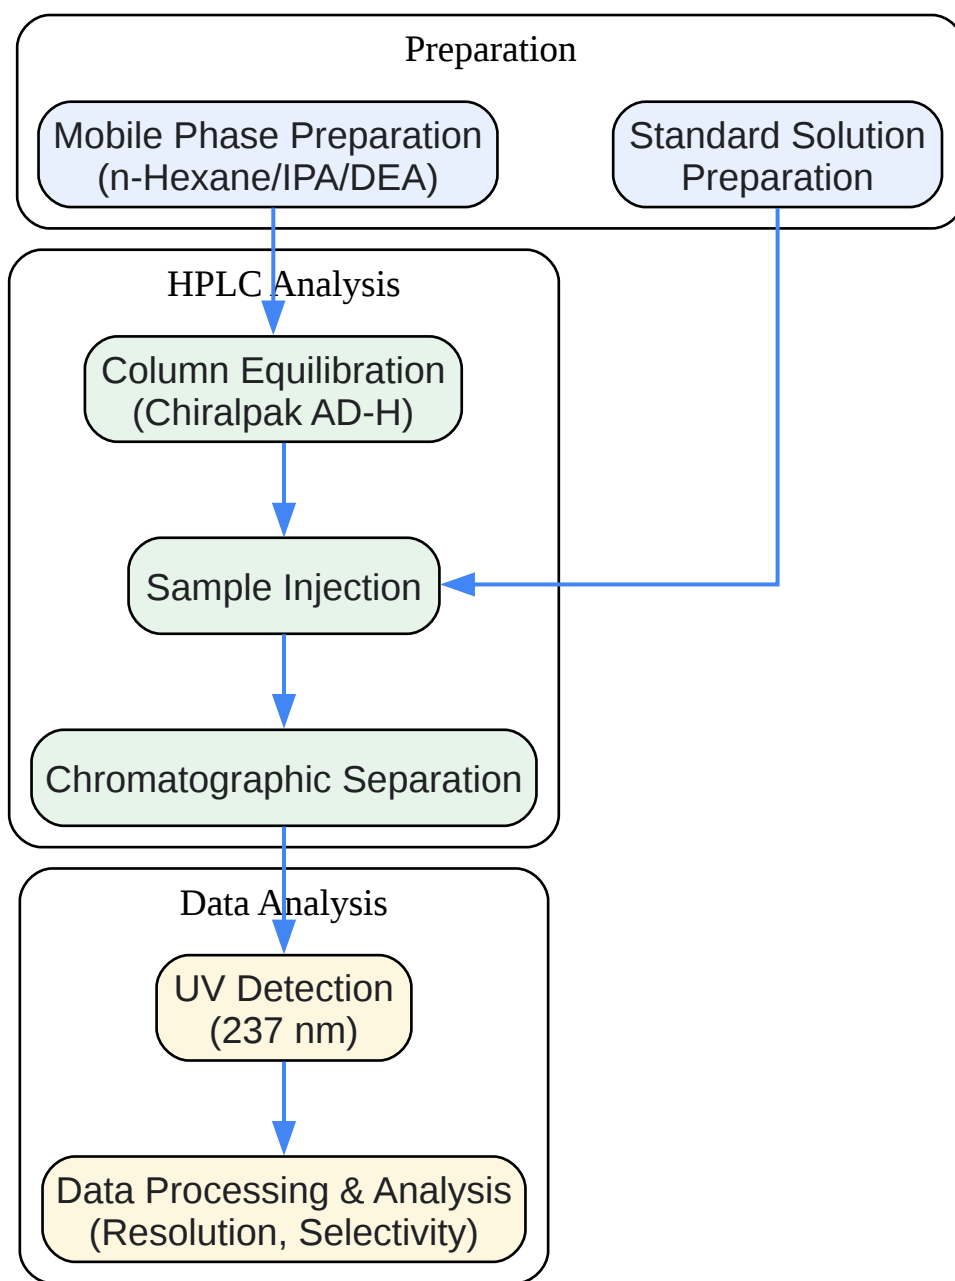 Preparation
Mobile Phase Preparation
(n-Hexane/IPA/DEA)
Standard Solution
Preparation
HPLC Analysis
Column Equilibration
(Chiralpak AD-H)
Sample Injection
Chromatographic Separation
Data Analysis
UV Detection
(237 nm)
Data Processing & Analysis
(Resolution, Selectivity)